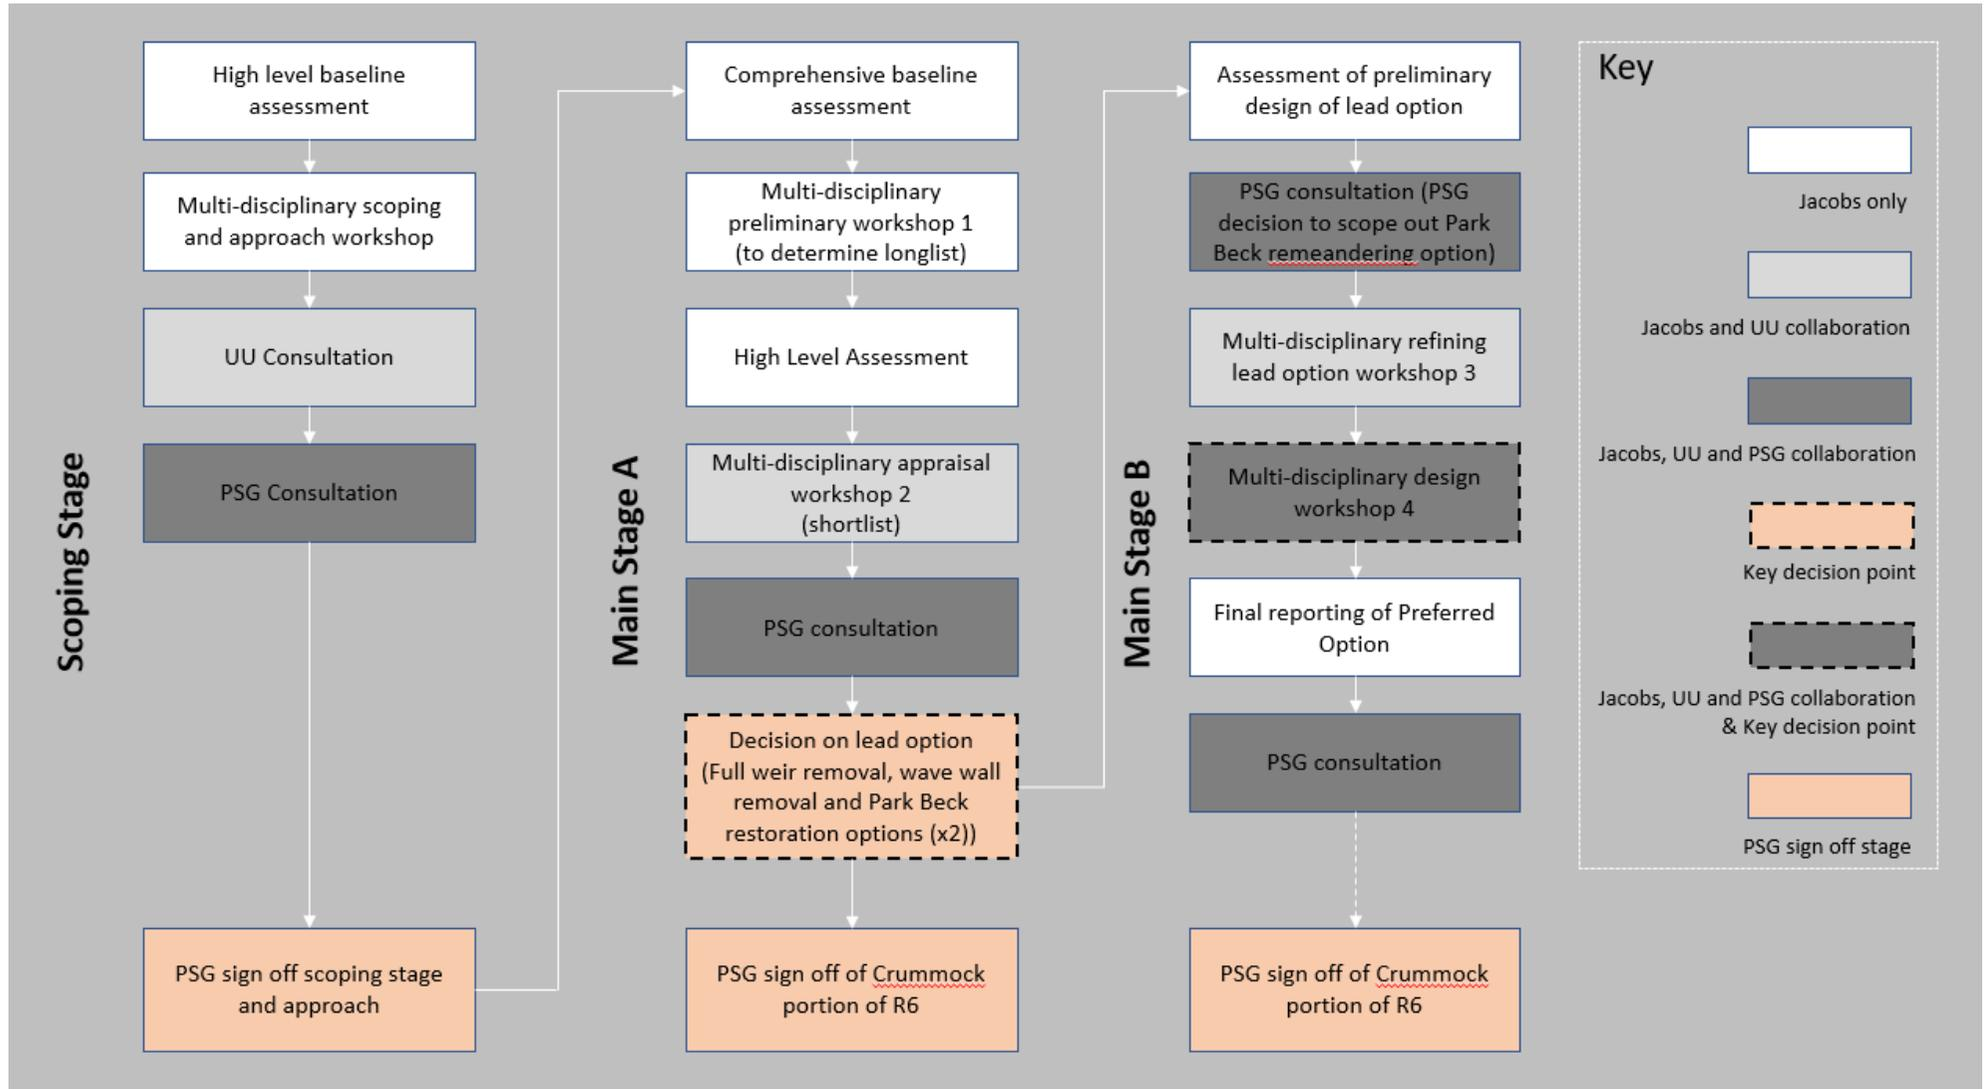 Scoping Stage
High level baseline
assessment
Multi-disciplinary scoping
and approach workshop
UU Consultation
PSG Consultation
PSG sign off scoping stage
and approach
Main Stage A
Comprehensive baseline
assessment
Multi-disciplinary
preliminary workshop 1
(to determine longlist)
High Level Assessment
Multi-disciplinary appraisal
workshop 2
(shortlist)
PSG consultation
Decision on lead option
(Full weir removal, wave wall
removal and Park Beck
restoration options (x2))
PSG sign off of Crummock
portion of R6
Main Stage B
Assessment of preliminary
design of lead option
PSG consultation (PSG
decision to scope out Park
Beck remeandering option)
Multi-disciplinary refining
lead option workshop 3
Multi-disciplinary design
workshop 4
Final reporting of Preferred
Option
PSG consultation
PSG sign off of Crummock
portion of R6
Key
Jacobs only
Jacobs and UU collaboration
Jacobs, UU and PSG collaboration
Key decision point
Jacobs, UU and PSG collaboration
& Key decision point
PSG sign off stage